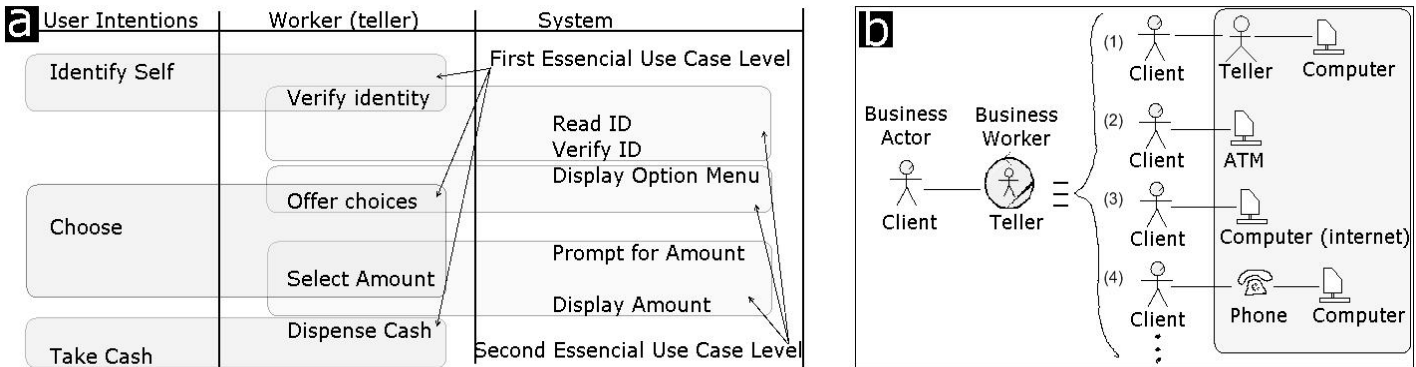 a
User Intentions Worker (teller) System
First Essencial Use Case Level
Identify Self
Verify identity
Read ID
Verify ID
Display Option Menu
Offer choices
Choose
Prompt for Amount
Select Amount
Display Amount
Dispense Cash
Second Essencial Use Case Level
Take Cash
b
Business Actor
Client
Business Worker
Teller
=
(1)
Client
Teller
Computer
(2)
Client
ATM
(3)
Client
Computer (internet)
(4)
Client
Phone
Computer